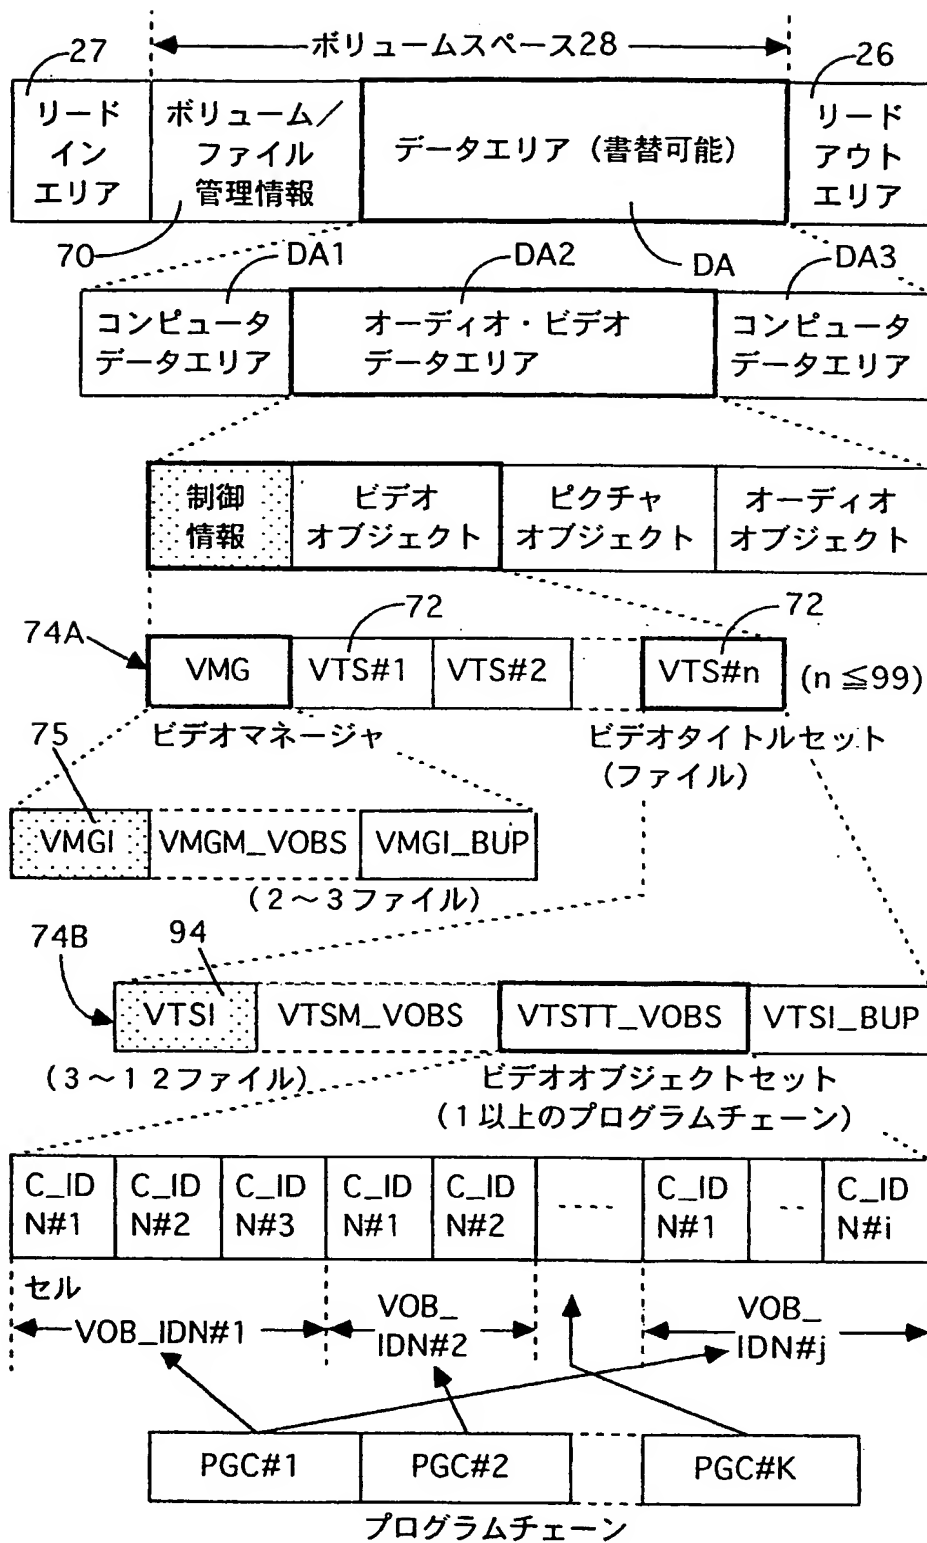 ボリュームスペース28
27
26
リード
イン
エリア
ボリューム／
ファイル
管理情報
データエリア（書替可能）
リード
アウト
エリア
70
DA1
DA2
DA
DA3
コンピュータ
データエリア
オーディオ・ビデオ
データエリア
コンピュータ
データエリア
制御
情報
ビデオ
オブジェクト
ピクチャ
オブジェクト
オーディオ
オブジェクト
74A
72
72
VMG
VTS#1
VTS#2
VTS#n
(n≦99)
75
ビデオマネージャ
ビデオタイトルセット
(ファイル)
VMGI
VMGM_VOBS
VMGI_BUP
(2～3ファイル)
74B
94
VTSI
VTSM_VOBS
VTSTT_VOBS
VTSI_BUP
(3～12ファイル)
ビデオオブジェクトセット
(1以上のプログラムチェーン)
C_ID
N#1
C_ID
N#2
C_ID
N#3
C_ID
N#1
C_ID
N#2
-----
C_ID
N#1
--
C_ID
N#i
セル
VOB_IDN#1
VOB_
IDN#2
VOB_
IDN#j
PGC#1
PGC#2
PGC#K
プログラムチェーン